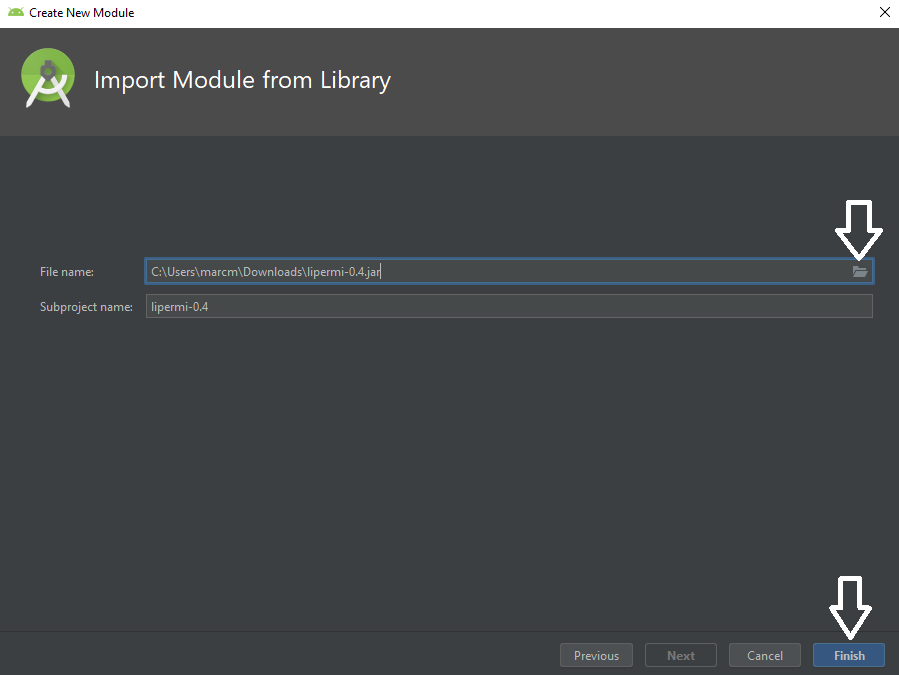 Create New Module
Import Module from Library
File name: C:\Users\marcm\Downloads\lipermi-0.4.jar
Subproject name: lipermi-0.4
Previous Next Cancel Finish